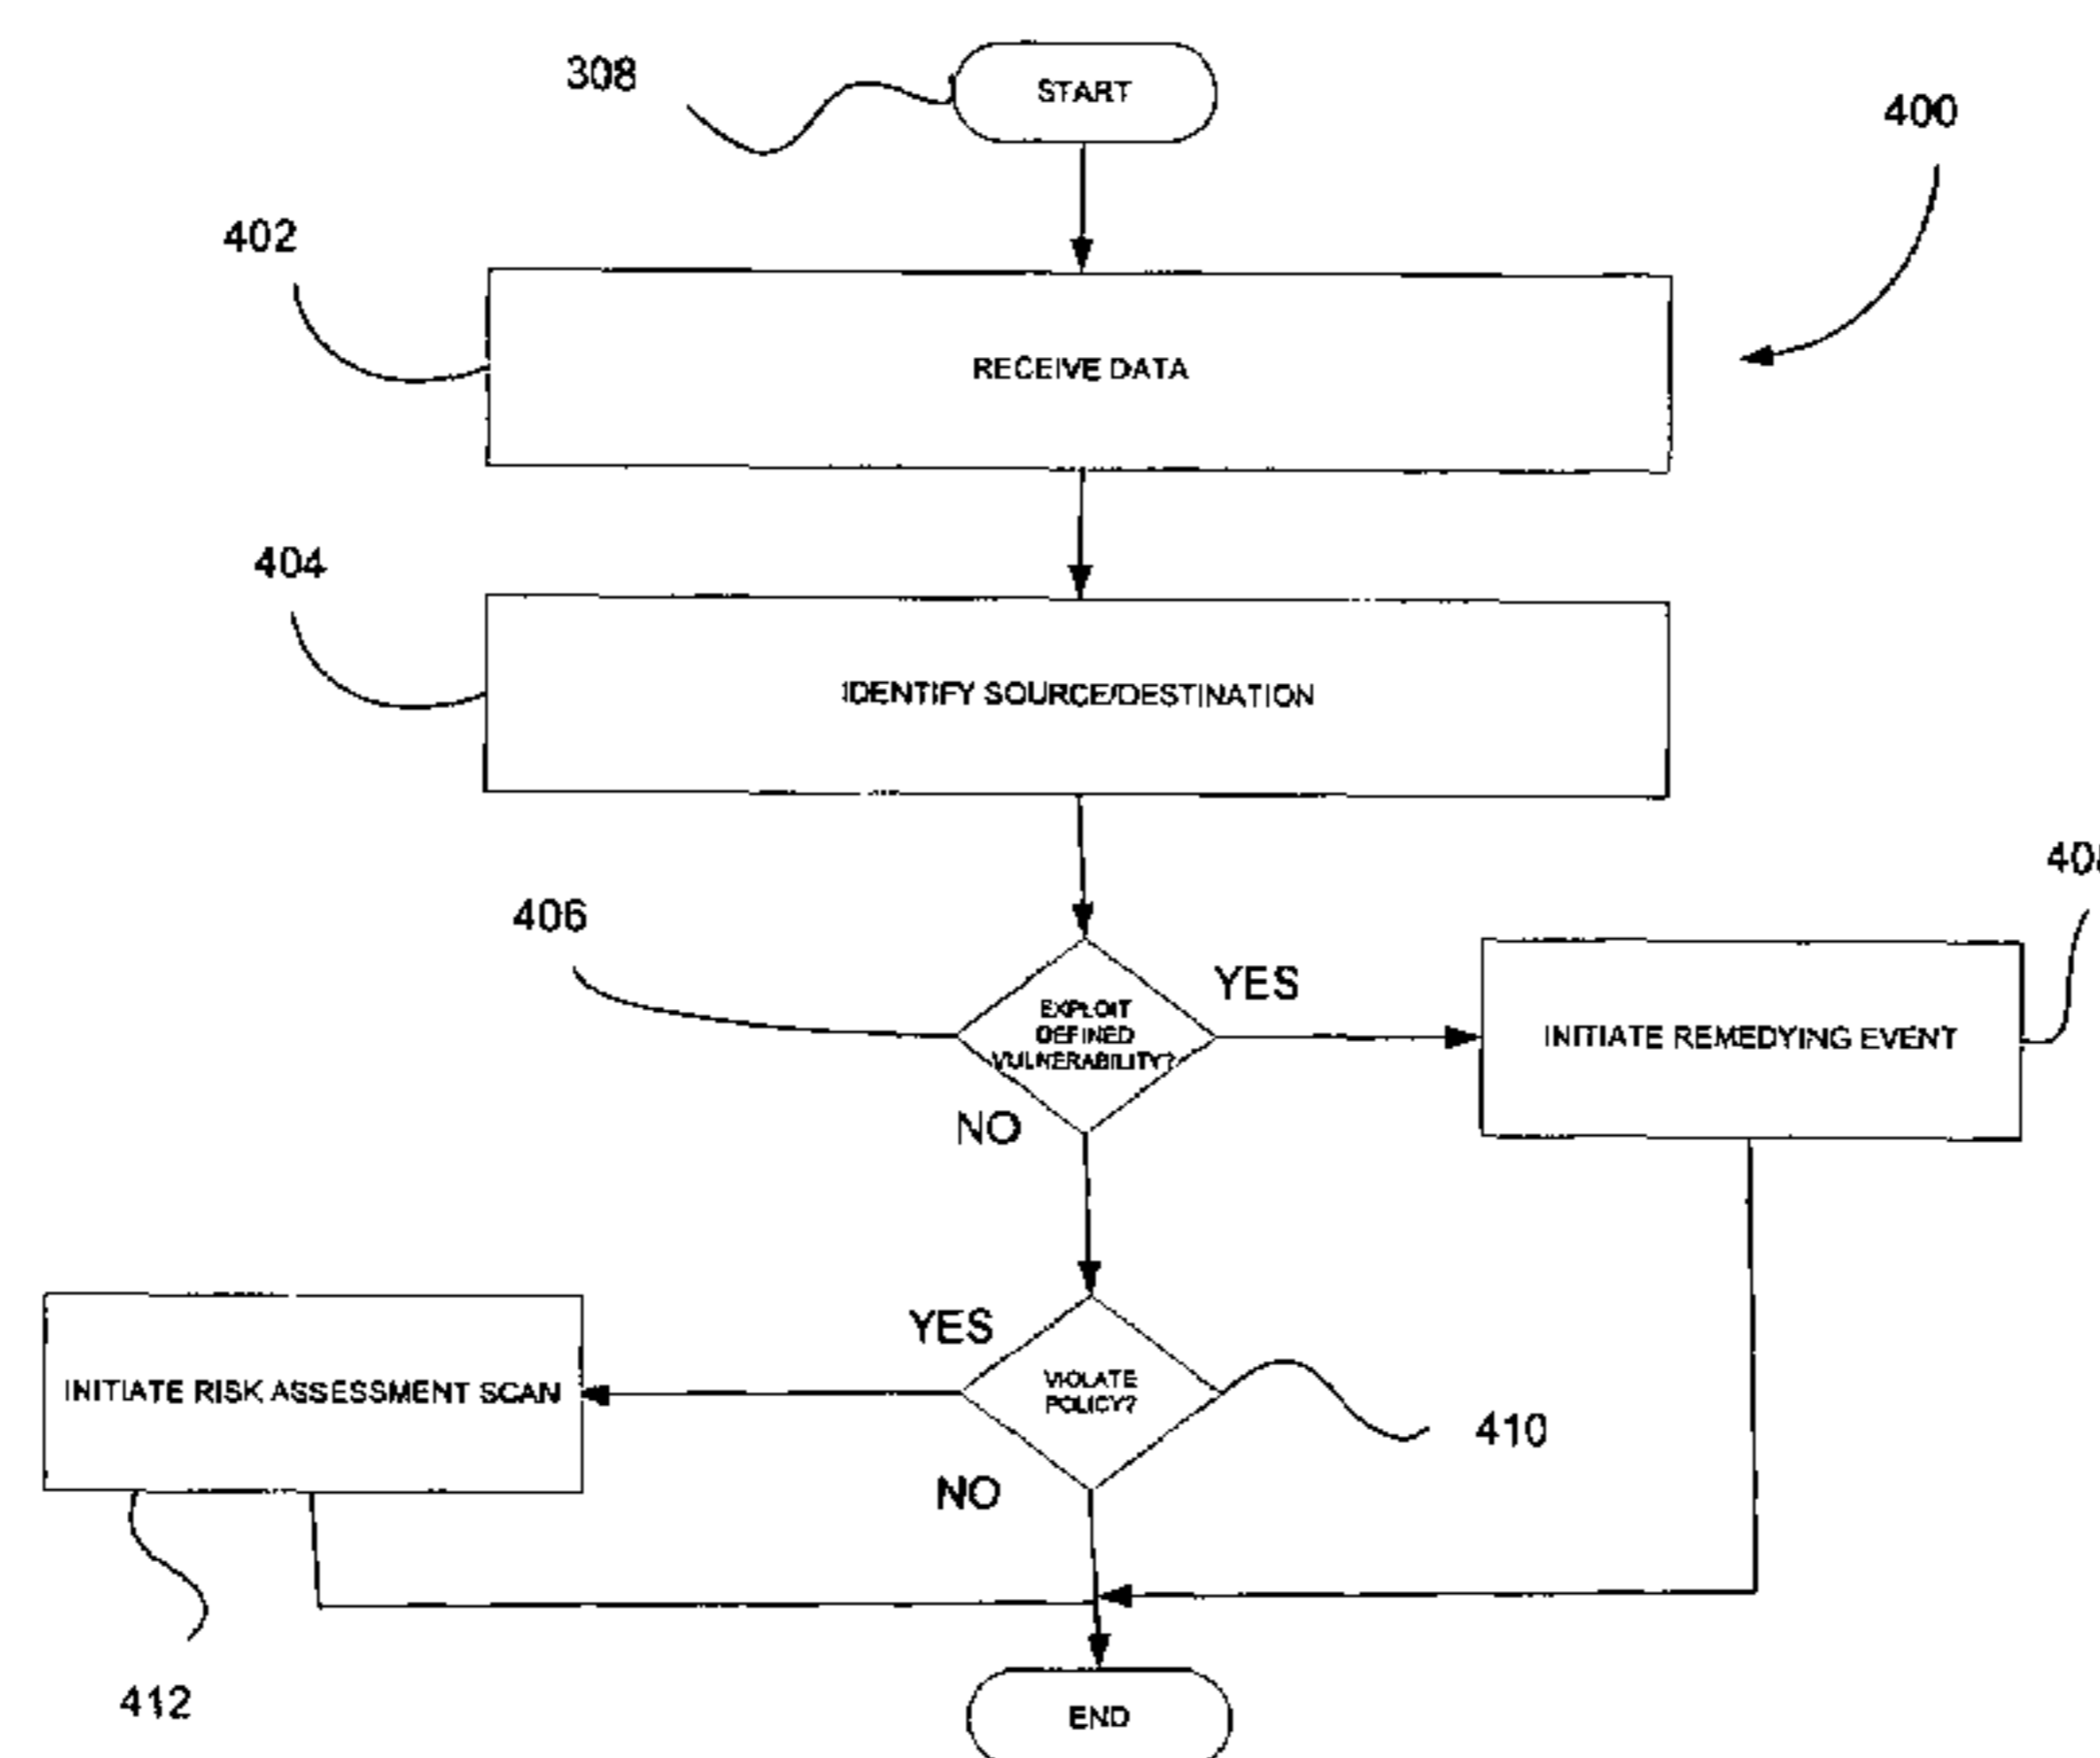 308
START
400
402
RECEIVE DATA
404
IDENTIFY SOURCE/DESTINATION
406
YES
EXPLOIT
DEFINED
VULNERABILITY?
INITIATE REMEDYING EVENT
NO
YES
INITIATE RISK ASSESSMENT SCAN
VIOLATE
POLICY?
410
NO
412
END